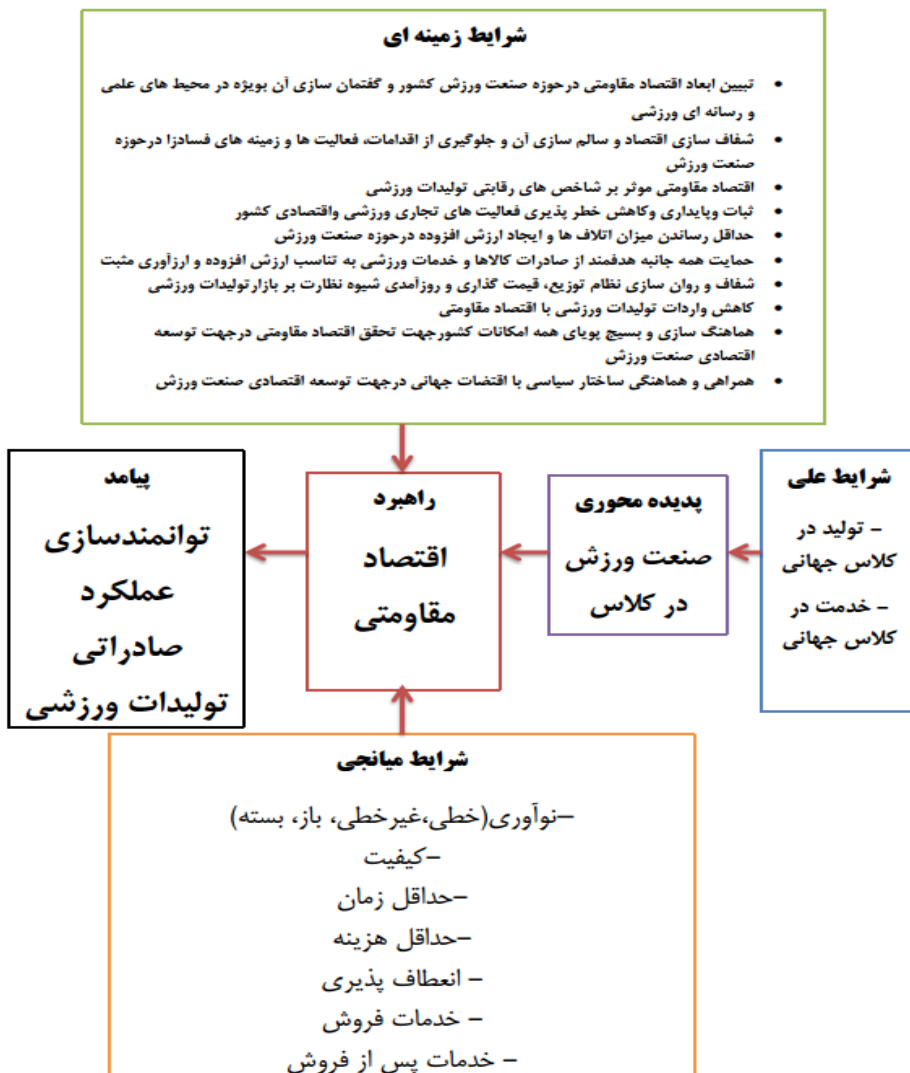 شرایط زمینه ای
• تبیین ابعاد اقتصاد مقاومتی درحوزه صنعت ورزش کشور و گفتمان سازی آن بویژه در محیط های علمی
و رسانه ای ورزشی
• شفاف سازی اقتصاد و سالم سازی آن و جلوگیری از اقدامات، فعالیت ها و زمینه های فسادزا درحوزه
صنعت ورزش
• اقتصاد مقاومتی موثر بر شاخص های رقابتی تولیدات ورزشی
• ثبات وپایداری وکاهش خطر پذیری فعالیت های تجاری ورزشی واقتصادی کشور
• حداقل رساندن میزان اتلاف ها و ایجاد ارزش افزوده درحوزه صنعت ورزش
• حمایت همه جانبه هدفمند از صادرات کالاها و خدمات ورزشی به تناسب ارزش افزوده و ارزآوری مثبت
• شفاف و روان سازی نظام توزیع، قیمت گذاری و روزآمدی شیوه نظارت بر بازارتولیدات ورزشی
• کاهش واردات تولیدات ورزشی با اقتصاد مقاومتی
• هماهنگ سازی و بسیج پویای همه امکانات کشورجهت تحقق اقتصاد مقاومتی درجهت توسعه
اقتصادی صنعت ورزش
• همراهی و هماهنگی ساختار سیاسی با اقتضات جهانی درجهت توسعه اقتصادی صنعت ورزش
شرایط علی
– تولید در
کلاس جهانی
– خدمت در
کلاس جهانی
پدیده محوری
صنعت ورزش
در کلاس
راهبرد
اقتصاد
مقاومتی
پیامد
توانمندسازی
عملکرد
صادراتی
تولیدات ورزشی
شرایط میانجی
–نوآوری(خطی،غیرخطی، باز، بسته)
–کیفیت
–حداقل زمان
–حداقل هزینه
– انعطاف پذیری
– خدمات فروش
– خدمات پس از فروش